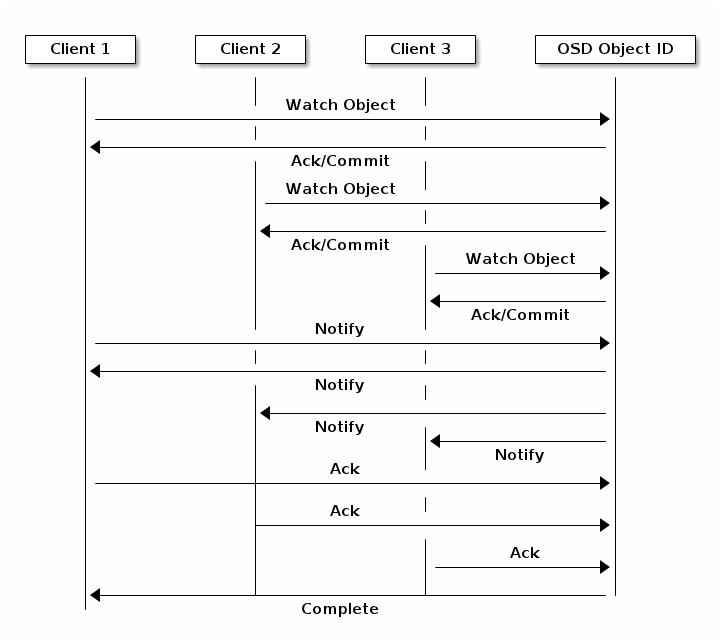 Client 1 Client 2 Client 3 OSD Object ID
Watch Object
Ack/Commit
Watch Object
Ack/Commit
Watch Object
Ack/Commit
Notify
Notify
Notify
Notify
Ack
Ack
Ack
Complete